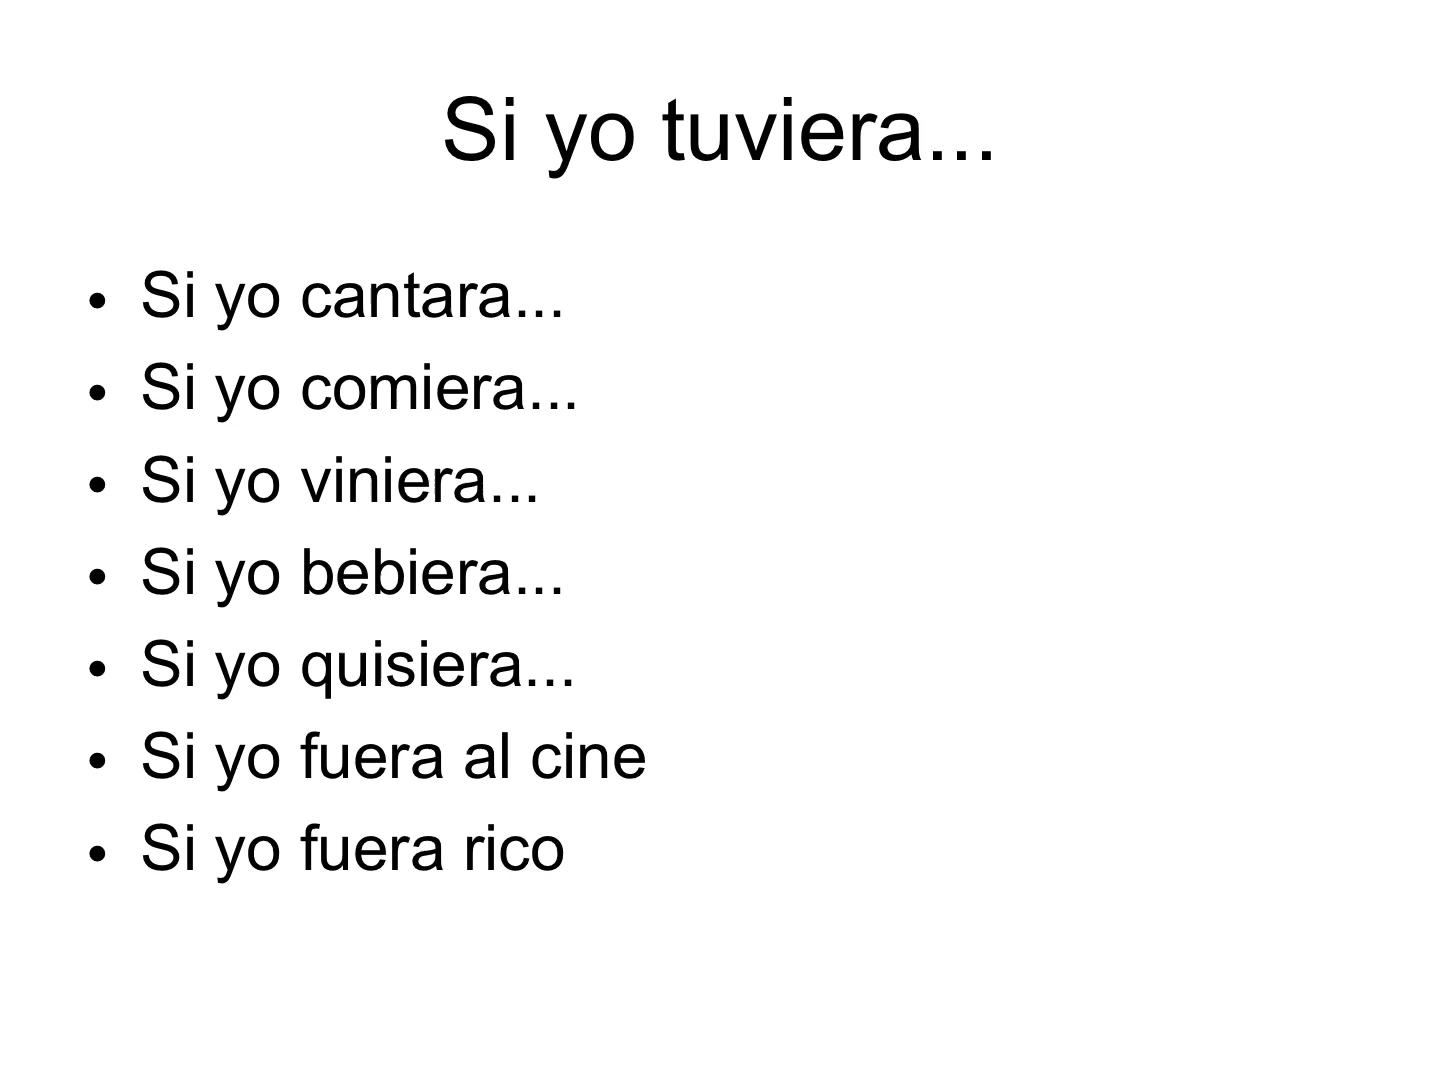 Si yo tuviera...
• Si yo cantara...
• Si yo comiera...
• Si yo viniera...
• Si yo bebiera...
• Si yo quisiera...
• Si yo fuera al cine
• Si yo fuera rico